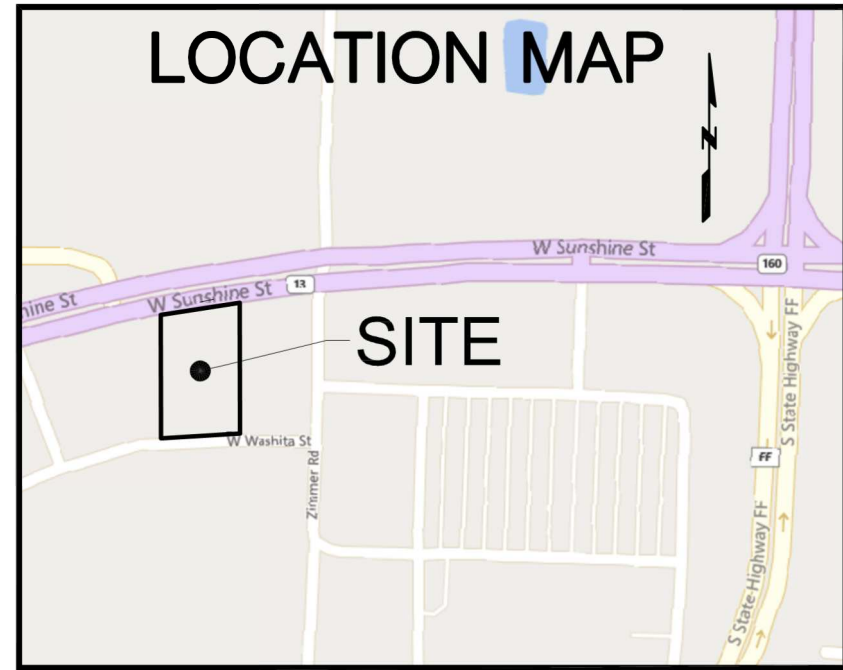 LOCATION MAP
N
W Sunshine St
160
13
W Sunshine St
hine St
SITE
S State Highway FF
W Washita St
Zimmer Rd
FF
S State Highway FF